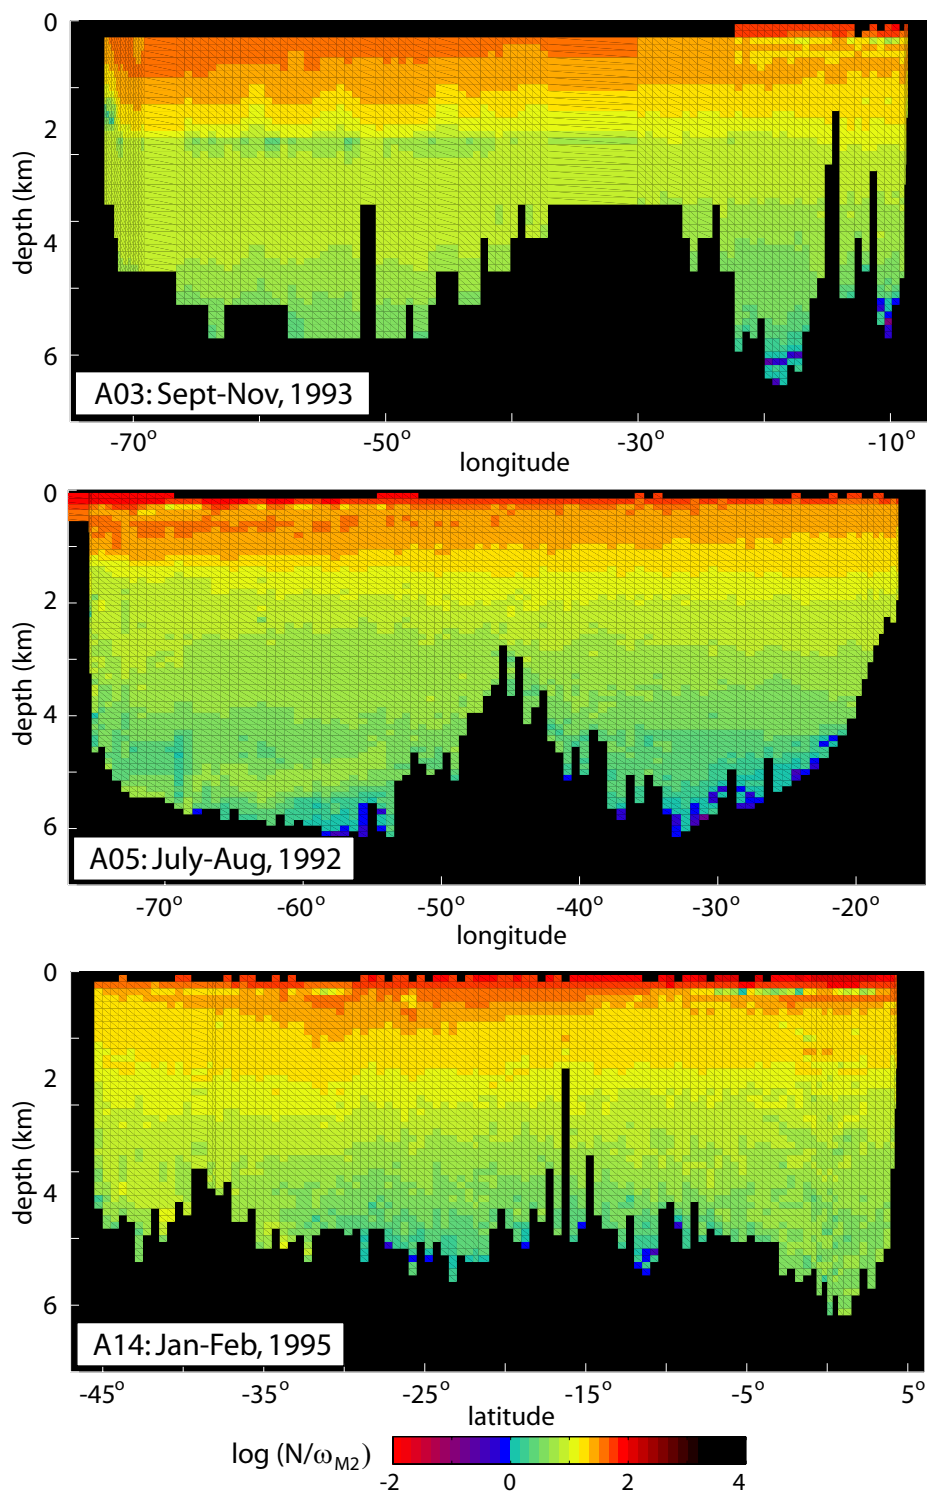 0
2
4
6
depth (km)
A03: Sept-Nov, 1993
-70° -50° -30° -10°
longitude
0
2
4
6
depth (km)
A05: July-Aug, 1992
-70° -60° -50° -40° -30° -20°
longitude
0
2
4
6
depth (km)
A14: Jan-Feb, 1995
-45° -35° -25° -15° -5° 5°
latitude
log (N/ωM2)
-2 0 2 4